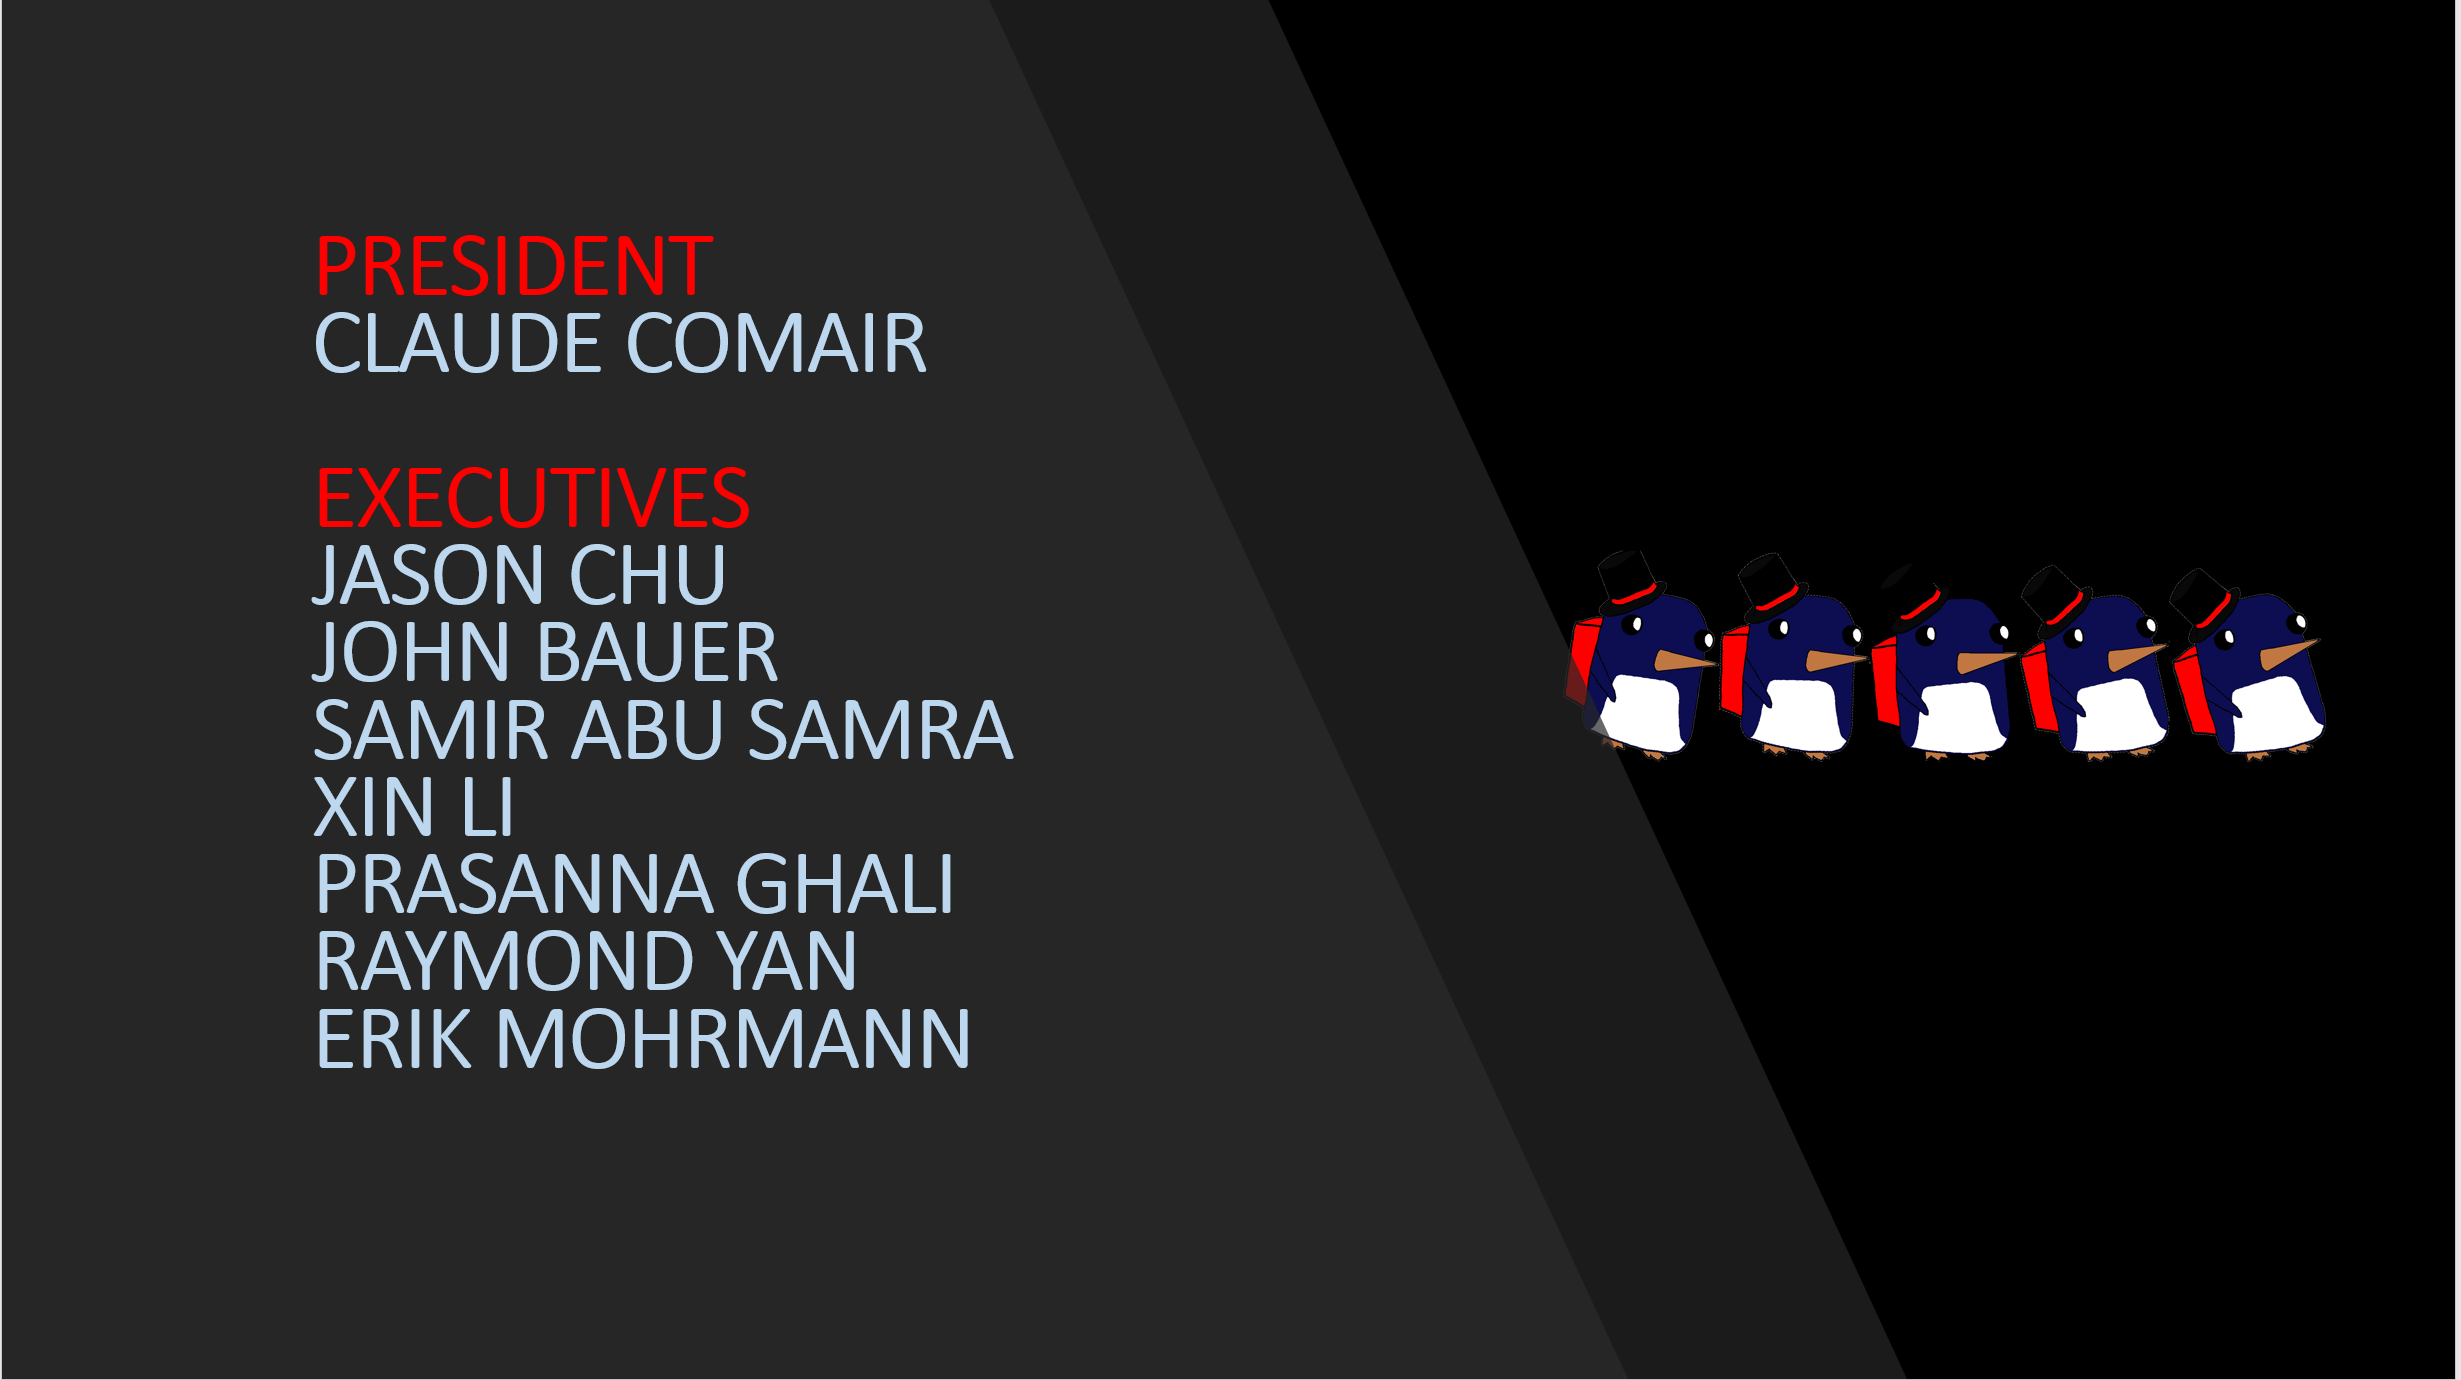 PRESIDENT
CLAUDE COMAIR
EXECUTIVES
JASON CHU
JOHN BAUER
SAMIR ABU SAMRA
XIN LI
PRASANNA GHALI
RAYMOND YAN
ERIK MOHRMANN